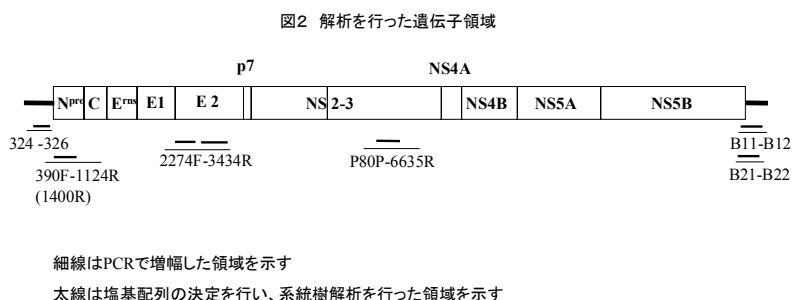 図2 解析を行った遺伝子領域
p7 NS4A
Npro C Erns E1 E 2 NS 2-3 NS4B NS5A NS5B
324 -326 2274F-3434R P80P-6635R B11-B12
390F-1124R B21-B22
(1400R)
細線はPCRで増幅した領域を示す
太線は塩基配列の決定を行い、系統樹解析を行った領域を示す